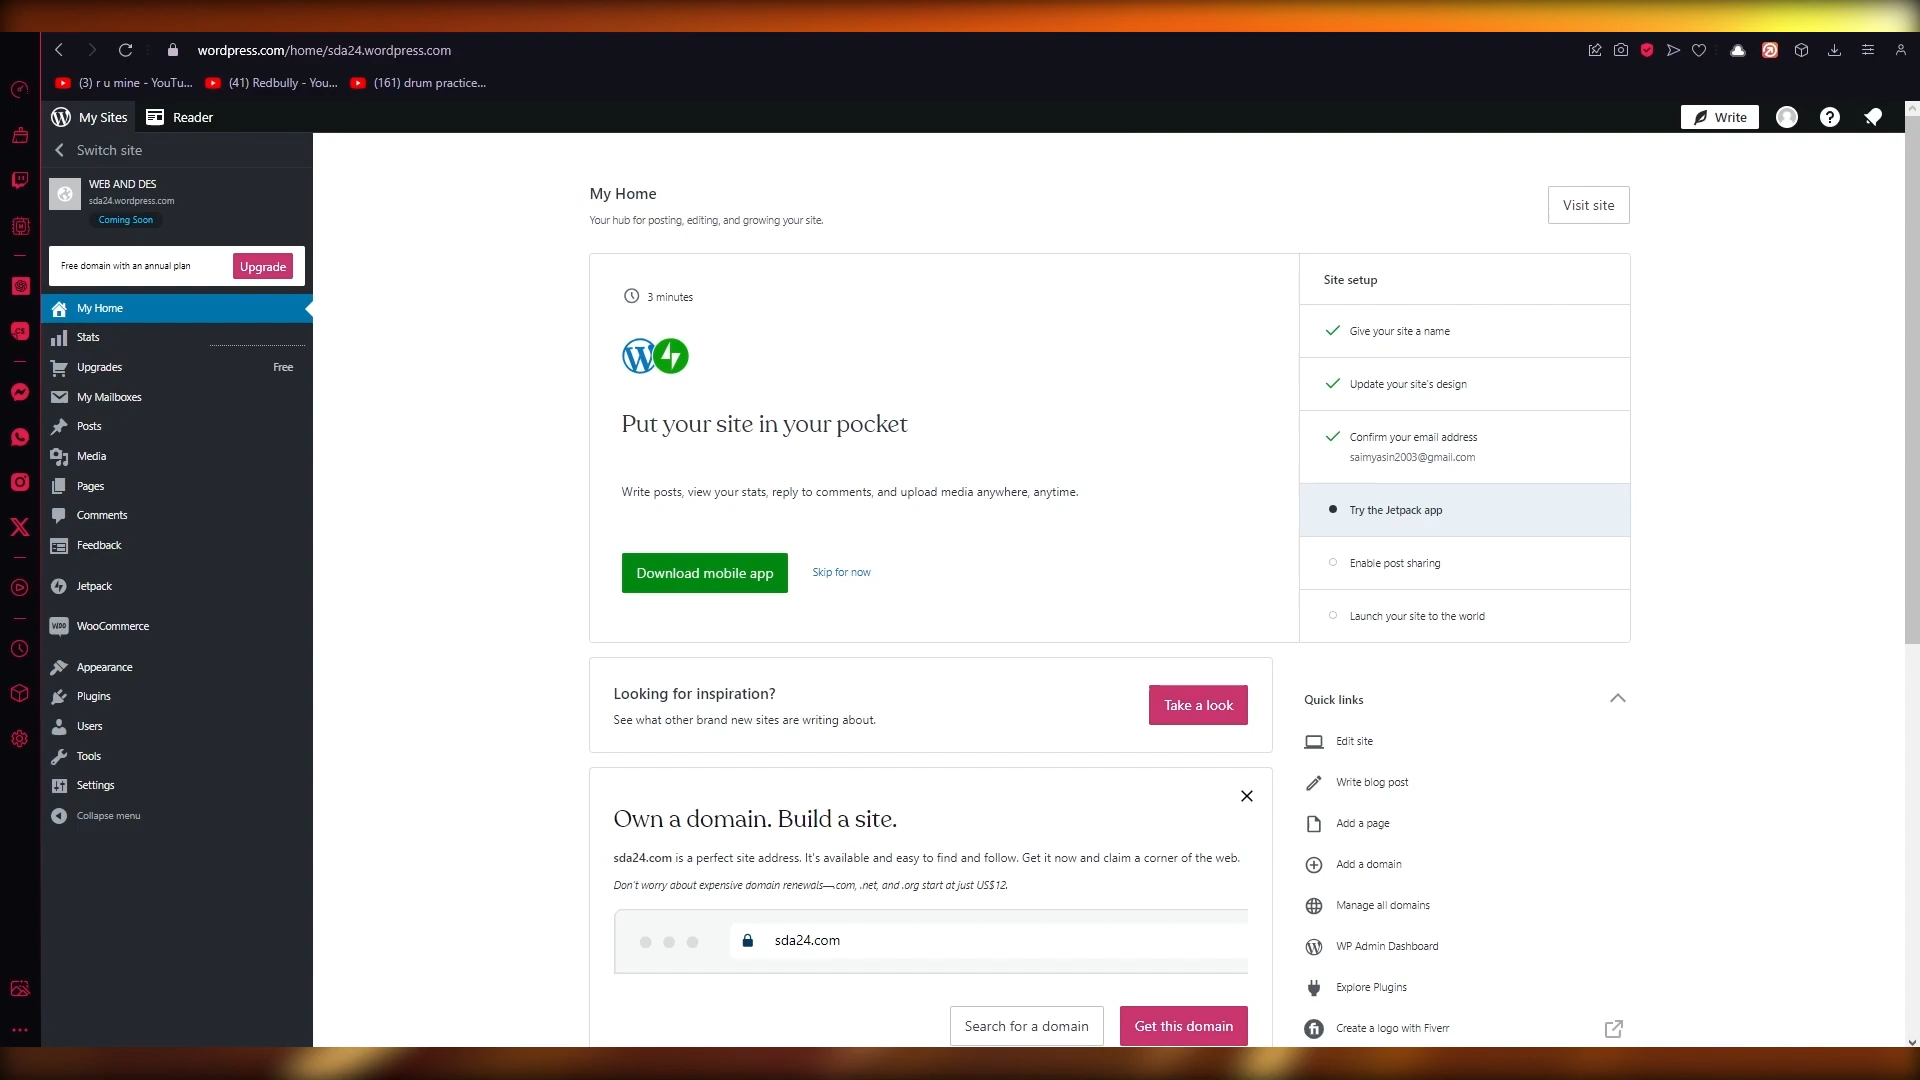 wordpress.com/home/sda24.wordpress.com
(3) r u mine - YouTu...
(41) Redbully - You...
(161) drum practice...
My Sites
Reader
Write
Switch site
WEB AND DES
sda24.wordpress.com
Coming Soon
Free domain with an annual plan
Upgrade
My Home
Stats
Upgrades
Free
My Mailboxes
Posts
Media
Pages
Comments
Feedback
Jetpack
WooCommerce
Appearance
Plugins
Users
Tools
Settings
Collapse menu
My Home
Your hub for posting, editing, and growing your site.
Visit site
3 minutes
Put your site in your pocket
Write posts, view your stats, reply to comments, and upload media anywhere, anytime.
Download mobile app
Skip for now
Site setup
Give your site a name
Update your site's design
Confirm your email address
saimyasin2003@gmail.com
Try the Jetpack app
Enable post sharing
Launch your site to the world
Looking for inspiration?
See what other brand new sites are writing about.
Take a look
Own a domain. Build a site.
sda24.com is a perfect site address. It's available and easy to find and follow. Get it now and claim a corner of the web.
Don't worry about expensive domain renewals—.com, .net, and .org start at just US$12.
sda24.com
Search for a domain
Get this domain
Quick links
Edit site
Write blog post
Add a page
Add a domain
Manage all domains
WP Admin Dashboard
Explore Plugins
Create a logo with Fiverr